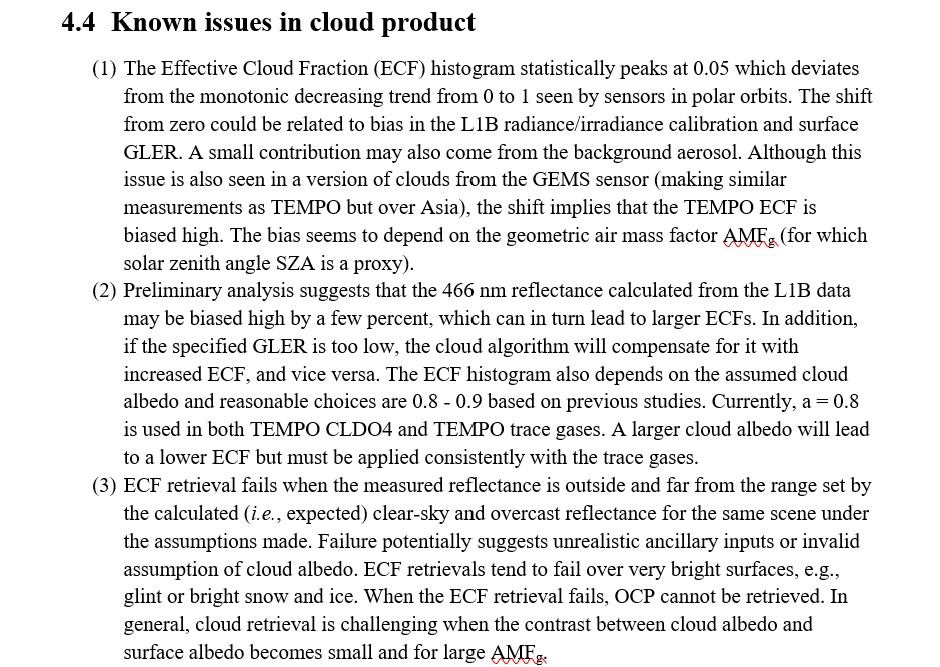 4.4 Known issues in cloud product
(1) The Effective Cloud Fraction (ECF) histogram statistically peaks at 0.05 which deviates
from the monotonic decreasing trend from 0 to 1 seen by sensors in polar orbits. The shift
from zero could be related to bias in the L1B radiance/irradiance calibration and surface
GLER. A small contribution may also come from the background aerosol. Although this
issue is also seen in a version of clouds from the GEMS sensor (making similar
measurements as TEMPO but over Asia), the shift implies that the TEMPO ECF is
biased high. The bias seems to depend on the geometric air mass factor AMFg (for which
solar zenith angle SZA is a proxy).
(2) Preliminary analysis suggests that the 466 nm reflectance calculated from the L1B data
may be biased high by a few percent, which can in turn lead to larger ECFs. In addition,
if the specified GLER is too low, the cloud algorithm will compensate for it with
increased ECF, and vice versa. The ECF histogram also depends on the assumed cloud
albedo and reasonable choices are 0.8 - 0.9 based on previous studies. Currently, a = 0.8
is used in both TEMPO CLDO4 and TEMPO trace gases. A larger cloud albedo will lead
to a lower ECF but must be applied consistently with the trace gases.
(3) ECF retrieval fails when the measured reflectance is outside and far from the range set by
the calculated (i.e., expected) clear-sky and overcast reflectance for the same scene under
the assumptions made. Failure potentially suggests unrealistic ancillary inputs or invalid
assumption of cloud albedo. ECF retrievals tend to fail over very bright surfaces, e.g.,
glint or bright snow and ice. When the ECF retrieval fails, OCP cannot be retrieved. In
general, cloud retrieval is challenging when the contrast between cloud albedo and
surface albedo becomes small and for large AMFg.